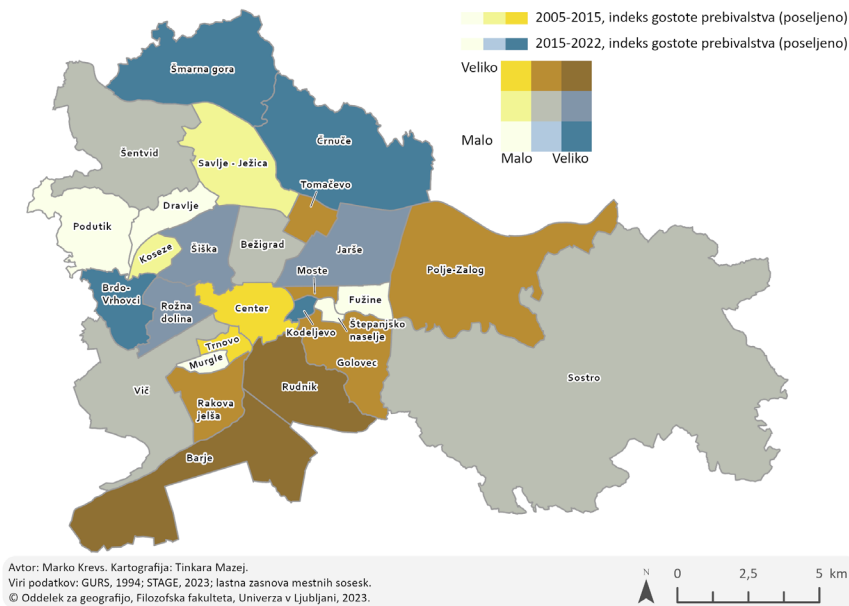 2005-2015, indeks gostote prebivalstva (poseljeno)
2015-2022, indeks gostote prebivalstva (poseljeno)
Veliko
Malo
Malo Veliko
Šmarna gora
Črnuče
Šentvid
Savlje - Ježica
Tomačevo
Dravlje
Podutik
Koseze
Šiška
Bežigrad
Jarše
Polje-Zalog
Moste
Brdo-
Vrhovci
Rožna
dolina
Center
Fužine
Kodeljevo
Štepanjsko
naselje
Trnovo
Murgle
Golovec
Vič
Rudnik
Sostro
Rakova
jelša
Barje
Avtor: Marko Krevs. Kartografija: Tinkara Mazej.
Viri podatkov: GURS, 1994; STAGE, 2023; lastna zasnova mestnih sosesk.
© Oddelek za geografijo, Filozofska fakulteta, Univerza v Ljubljani, 2023.
N
0 2,5 5 km